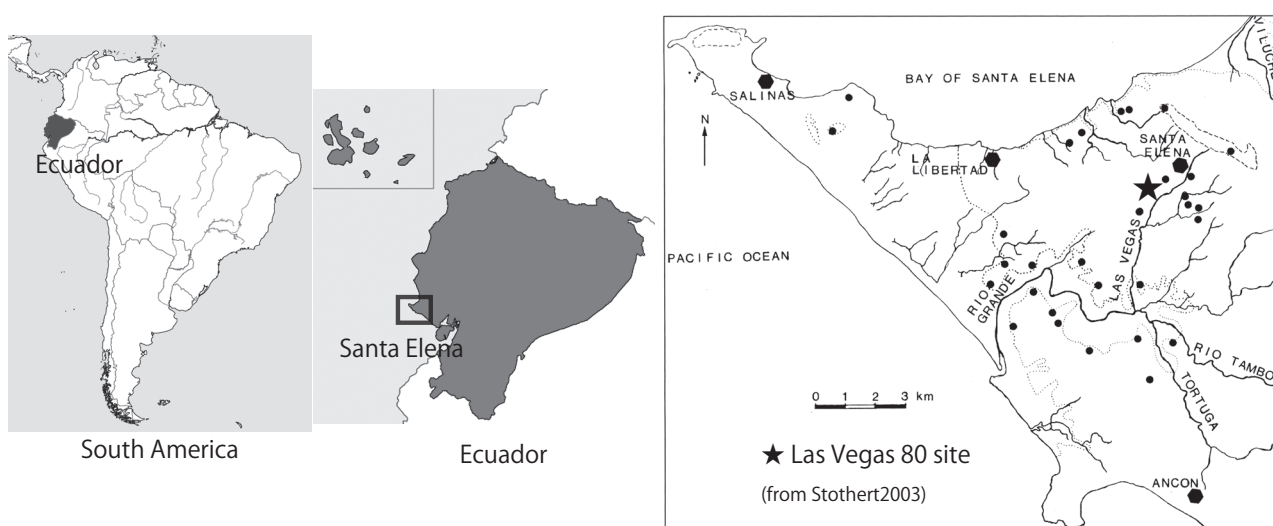 Ecuador
South America
Santa Elena
Ecuador
BAY OF SANTA ELENA
SALINAS
N
LA
LIBERTAD
SANTA
ELENA
PACIFIC OCEAN
LAS VEGAS
RIO
GRANDE
RIO TAMBO
TORTUGA
0 1 2 3 km
★ Las Vegas 80 site
(from Stothert2003)
ANCON